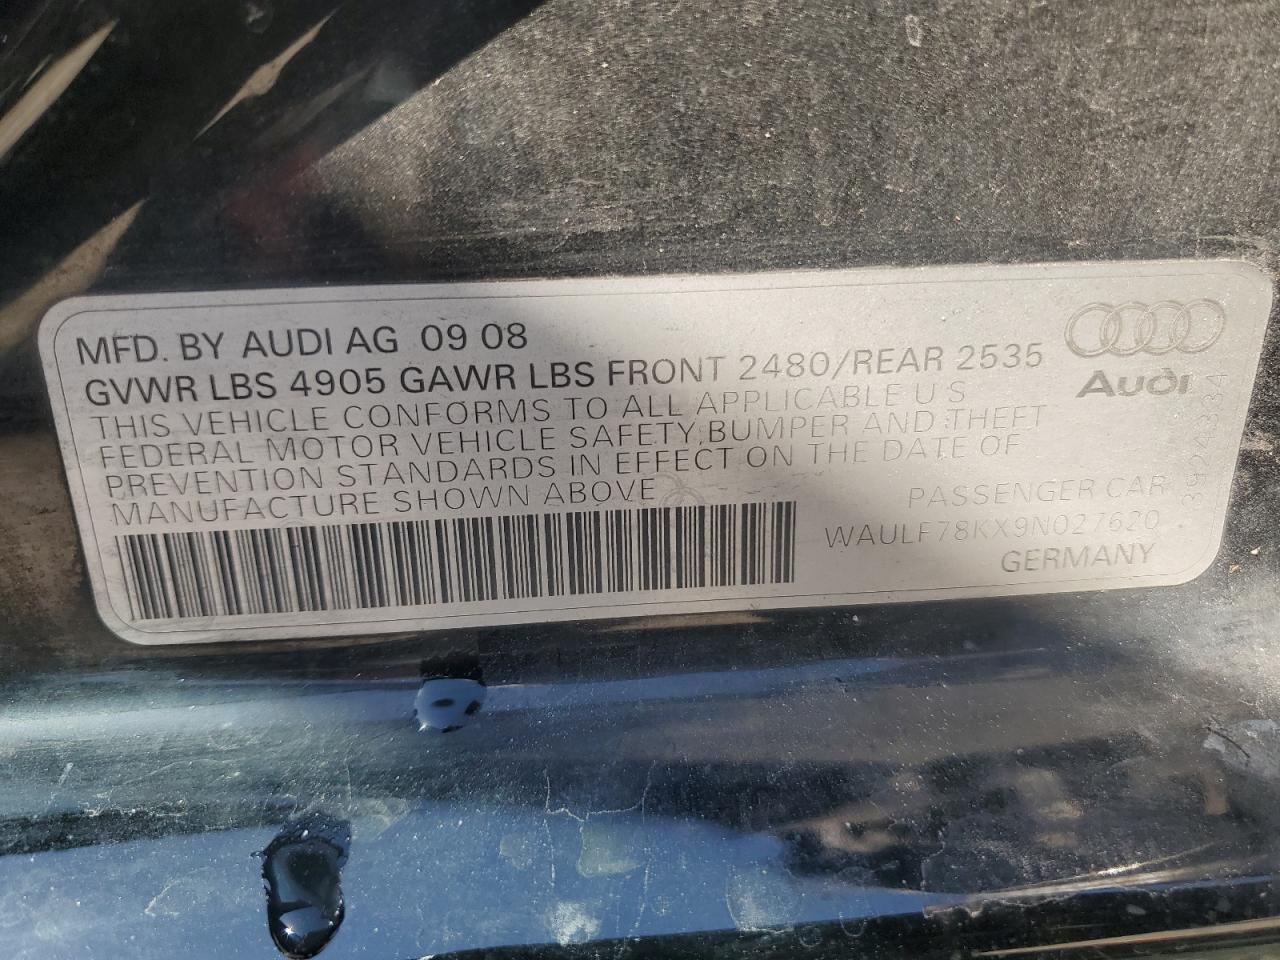 MFD. BY AUDI AG 09 08
GVWR LBS 4905 GAWR LBS FRONT 2480/REAR 2535
THIS VEHICLE CONFORMS TO ALL APPLICABLE U S
FEDERAL MOTOR VEHICLE SAFETY, BUMPER AND THEFT
PREVENTION STANDARDS IN EFFECT ON THE DATE OF
MANUFACTURE SHOWN ABOVE
Audi
PASSENGER CAR
WAULF78KX9N027620
GERMANY